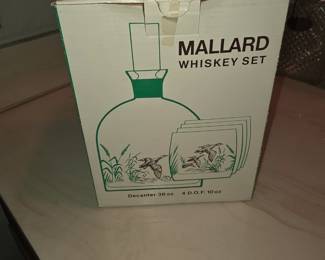 MALLARD
WHISKEY SET
Decanter 36 oz. 4 D.O.F. 10 oz.